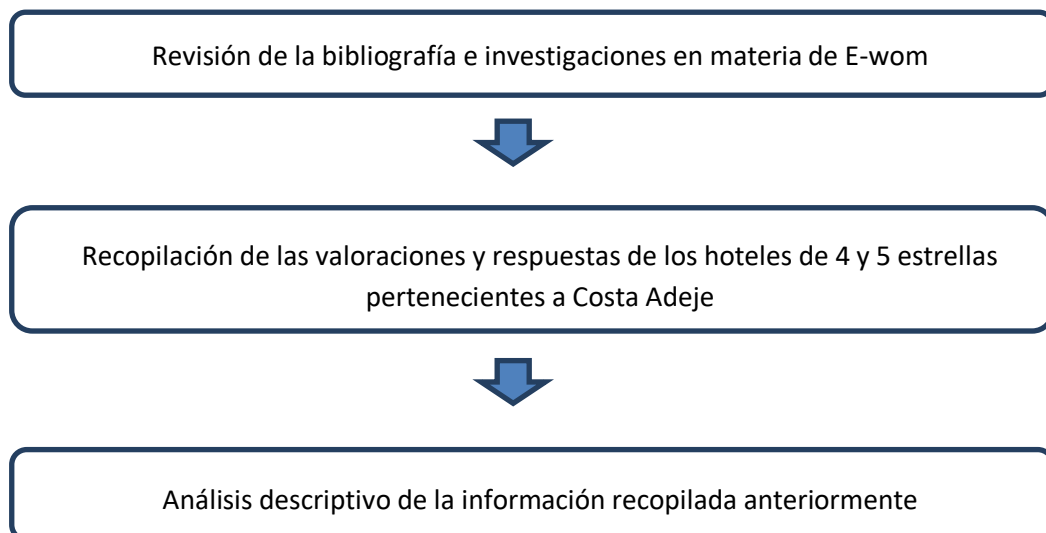 Revisión de la bibliografía e investigaciones en materia de E-wom
Recopilación de las valoraciones y respuestas de los hoteles de 4 y 5 estrellas
pertenecientes a Costa Adeje
Análisis descriptivo de la información recopilada anteriormente